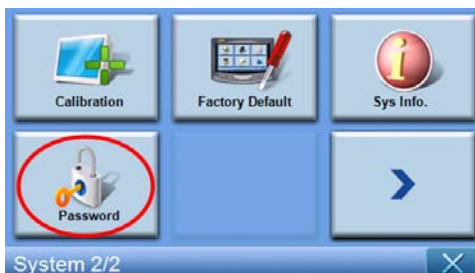 Calibration
Factory Default
Sys Info.
Password
System 2/2